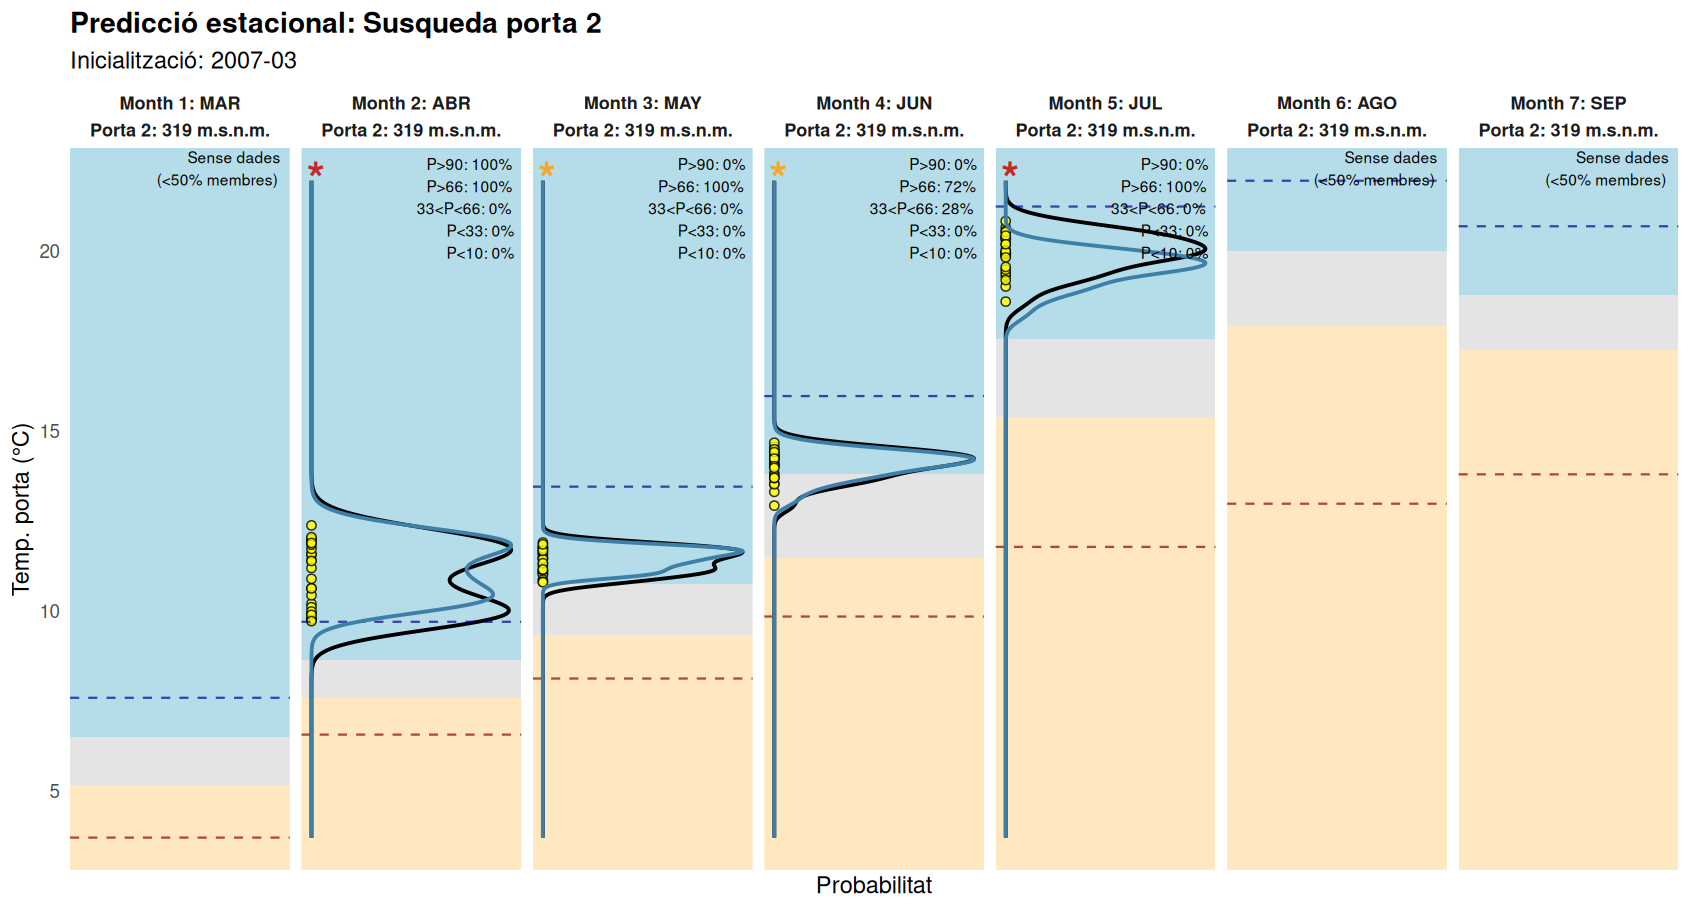 Predicció estacional: Susqueda porta 2
Inicialització: 2007-03
Month 1: MAR
Porta 2: 319 m.s.n.m.
Month 2: ABR
Porta 2: 319 m.s.n.m.
Month 3: MAY
Porta 2: 319 m.s.n.m.
Month 4: JUN
Porta 2: 319 m.s.n.m.
Month 5: JUL
Porta 2: 319 m.s.n.m.
Month 6: AGO
Porta 2: 319 m.s.n.m.
Month 7: SEP
Porta 2: 319 m.s.n.m.
Sense dades
(<50% membres)
*
P>90: 100%
P>66: 100%
33<P<66: 0%
P<33: 0%
P<10: 0%
*
P>90: 0%
P>66: 100%
33<P<66: 0%
P<33: 0%
P<10: 0%
*
P>90: 0%
P>66: 72%
33<P<66: 28%
P<33: 0%
P<10: 0%
*
P>90: 0%
P>66: 100%
33<P<66: 0%
P<33: 0%
P<10: 0%
Sense dades
(<50% membres)
Sense dades
(<50% membres)
Temp. porta (°C)
20
15
10
5
Probabilitat